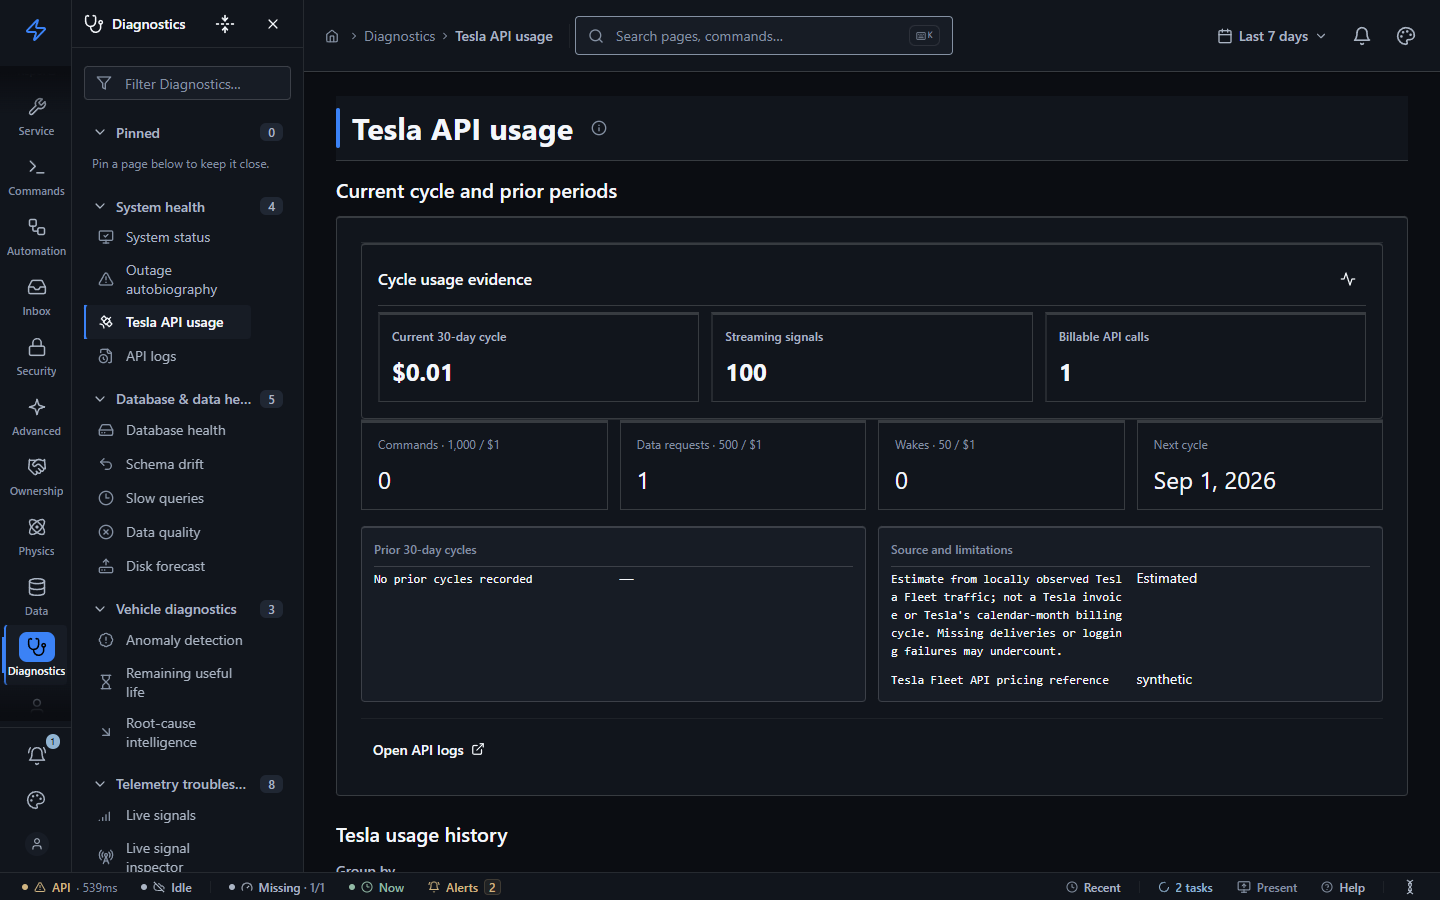 Diagnostics
Diagnostics
Tesla API usage
Search pages, commands...
K
Last 7 days
Service
Commands
Automation
Inbox
Security
Advanced
Ownership
Physics
Data
Diagnostics
1
Filter Diagnostics...
Pinned
0
Pin a page below to keep it close.
System health
4
System status
Outage
autobiography
Tesla API usage
API logs
Database & data he...
5
Database health
Schema drift
Slow queries
Data quality
Disk forecast
Vehicle diagnostics
3
Anomaly detection
Remaining useful
life
Root-cause
intelligence
Telemetry troubles...
8
Live signals
Live signal
inspector
Tesla API usage
Current cycle and prior periods
Cycle usage evidence
Current 30-day cycle
$0.01
Streaming signals
100
Billable API calls
1
Commands · 1,000 / $1
0
Data requests · 500 / $1
1
Wakes · 50 / $1
0
Next cycle
Sep 1, 2026
Prior 30-day cycles
No prior cycles recorded
—
Source and limitations
Estimate from locally observed Tesl
a Fleet traffic; not a Tesla invoic
e or Tesla's calendar-month billing
cycle. Missing deliveries or loggin
g failures may undercount.
Estimated
Tesla Fleet API pricing reference
synthetic
Open API logs
Tesla usage history
Group by
API · 539ms
Idle
Missing · 1/1
Now
Alerts 2
Recent
2 tasks
Present
Help